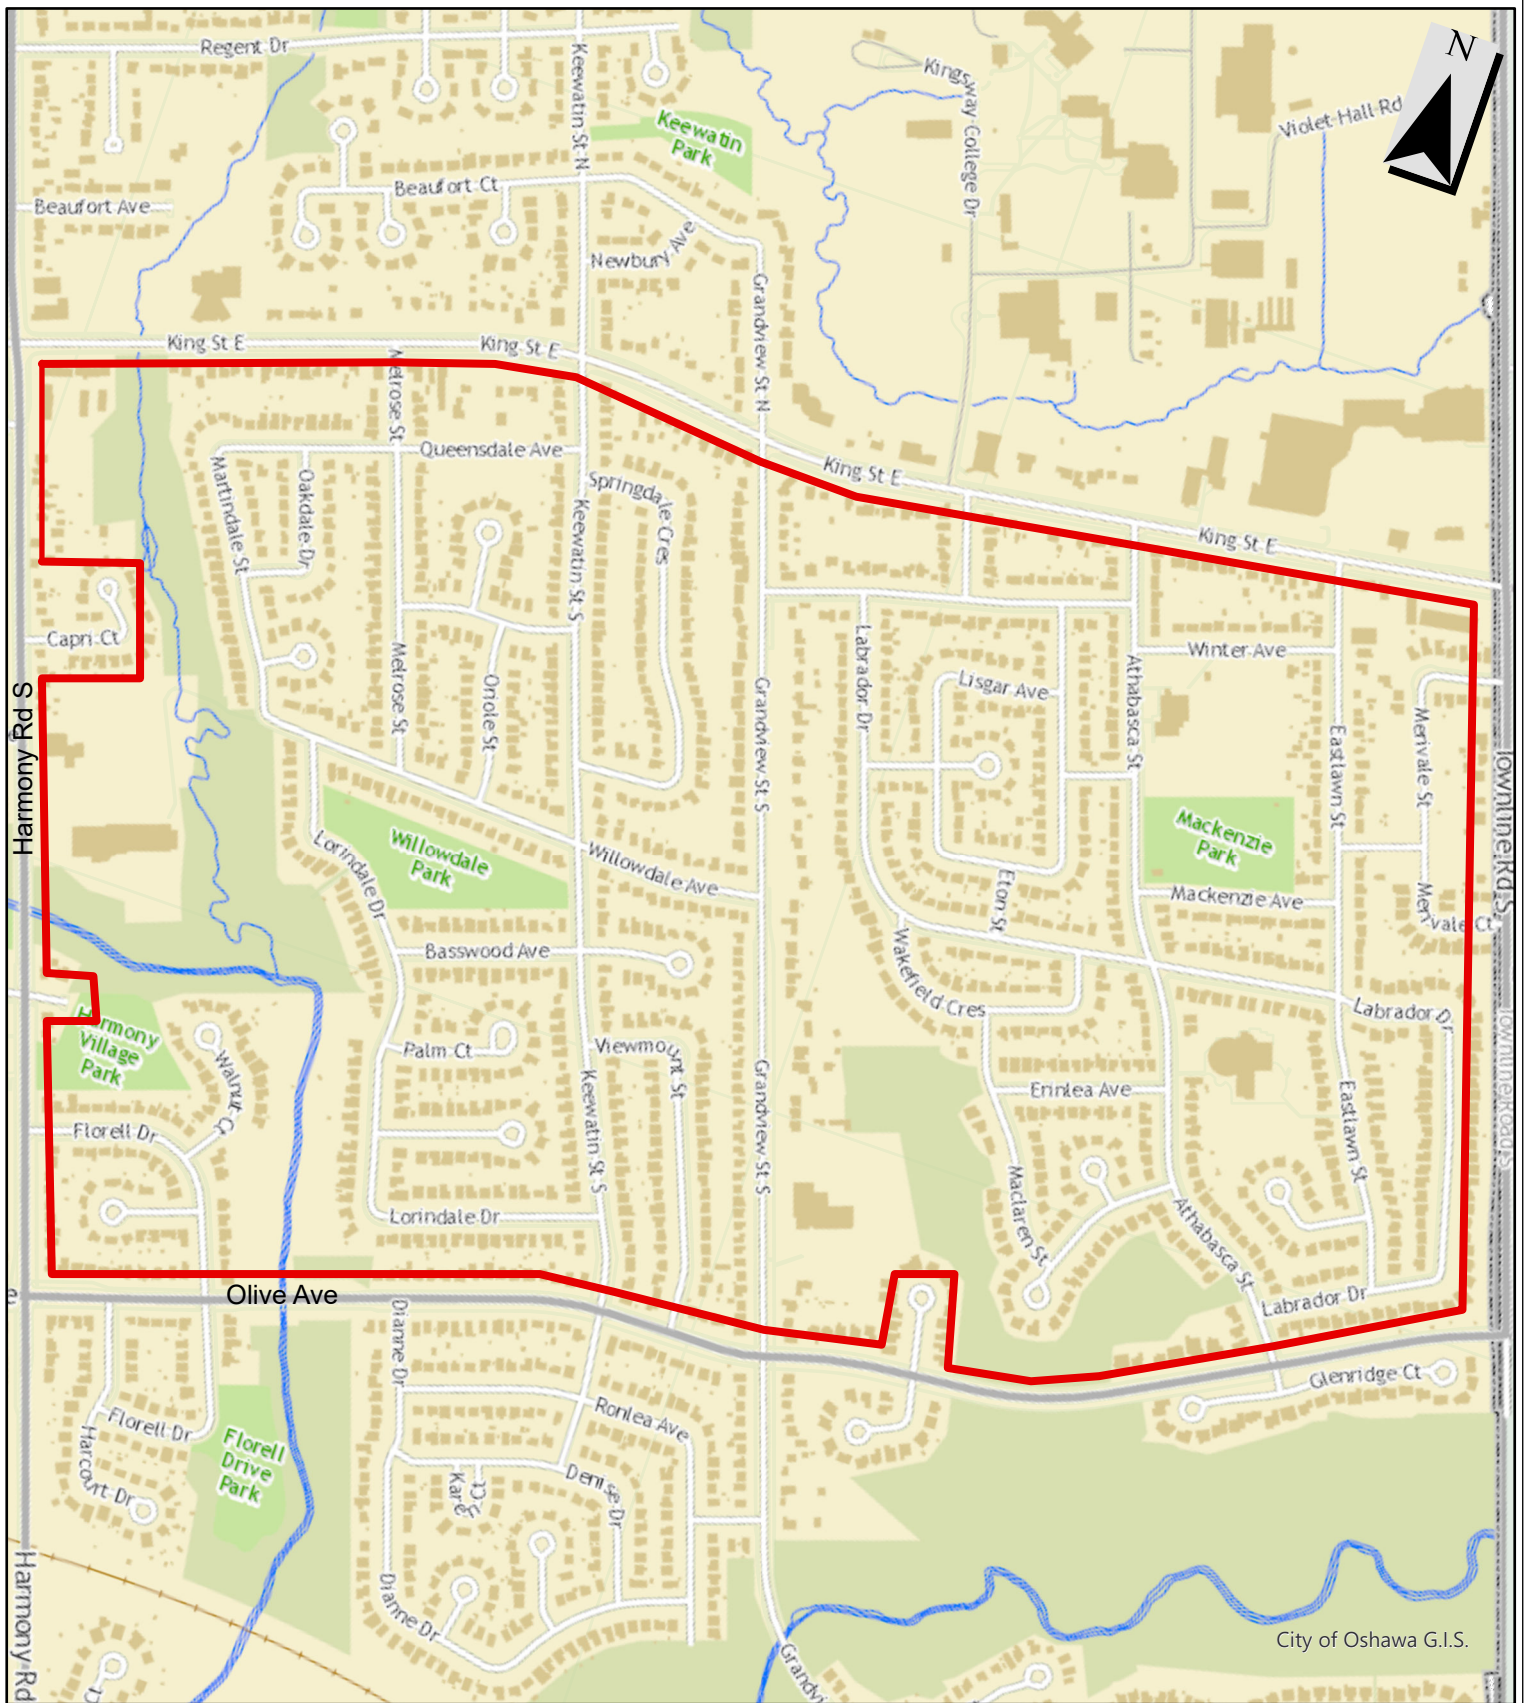 Regent Dr
Keewatin St N
Kingsway College Dr
N
Violet Hall Rd
Keewatin
Park
Beaufort Ct
Beaufort Ave
Newbury Ave
Grandview St N
King St E
King St E
Melrose St
Queensdale Ave
King St E
Martindale St
Oakdale Dr
Springdale Cres
Keewatin St S
King St E
Capri Ct
Melrose St
Oriole St
Labrador Dr
Lisgar Ave
Athabasca St
Winter Ave
Harmony Rd S
Grandview St S
Eastlawn St
Merivale St
Townline Rd S
Lorindale Dr
Willowdale
Park
Willowdale Ave
Mackenzie
Park
Eton St
Mackenzie Ave
Merivale Ct
Basswood Ave
Wakefield Cres
Labrador Dr
Harmony
Village
Park
Walnut Ct
Palm Ct
Viewmount St
Townline Road S
Florell Dr
Keewatin St S
Grandview St S
Erinlea Ave
Eastlawn St
Lorindale Dr
Maclaren St
Athabasca St
Olive Ave
Labrador Dr
Dianne Dr
Glenridge Ct
Florell Dr
Ronlea Ave
Harcourt Dr
Florell
Drive
Park
Karen Ct
Denise Dr
Harmony Rd
Dianne Dr
City of Oshawa G.I.S.